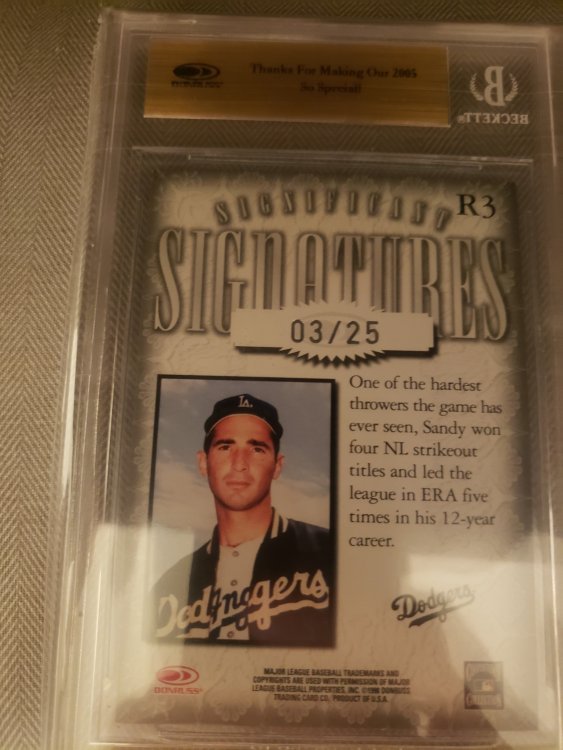 DONRUSS
Thanks For Making Our 2005
So Special!
B
BECKETT®
R3
SIGNIFICANT
SIGNATURES
03/25
One of the hardest
throwers the game has
ever seen, Sandy won
four NL strikeout
titles and led the
league in ERA five
times in his 12-year
career.
LA
Dodgers
DONRUSS®
MAJOR LEAGUE BASEBALL TRADEMARKS AND
COPYRIGHTS ARE USED WITH PERMISSION OF MAJOR
LEAGUE BASEBALL PROPERTIES, INC. ©1998 DONRUSS
TRADING CARD CO. PRODUCT OF U.S.A.